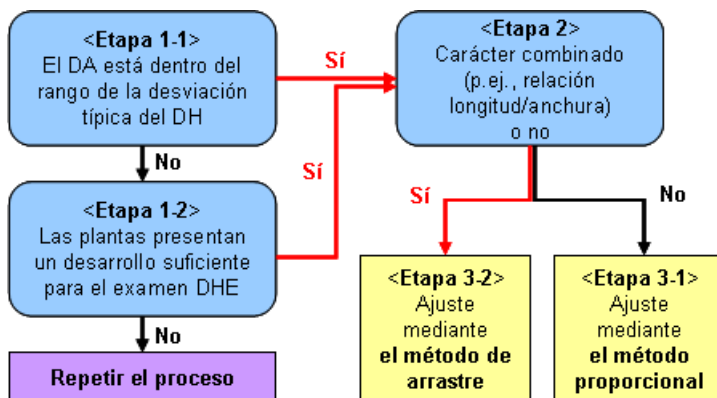 <Etapa 1-1>
El DA está dentro del
rango de la desviación
típica del DH
Sí
<Etapa 2>
Carácter combinado
(p.ej., relación
longitud/anchura)
o no
No
<Etapa 1-2>
Las plantas presentan
un desarrollo suficiente
para el examen DHE
Sí
Sí
No
<Etapa 3-2>
Ajuste
mediante
el método de
arrastre
<Etapa 3-1>
Ajuste
mediante
el método
proporcional
No
Repetir el proceso